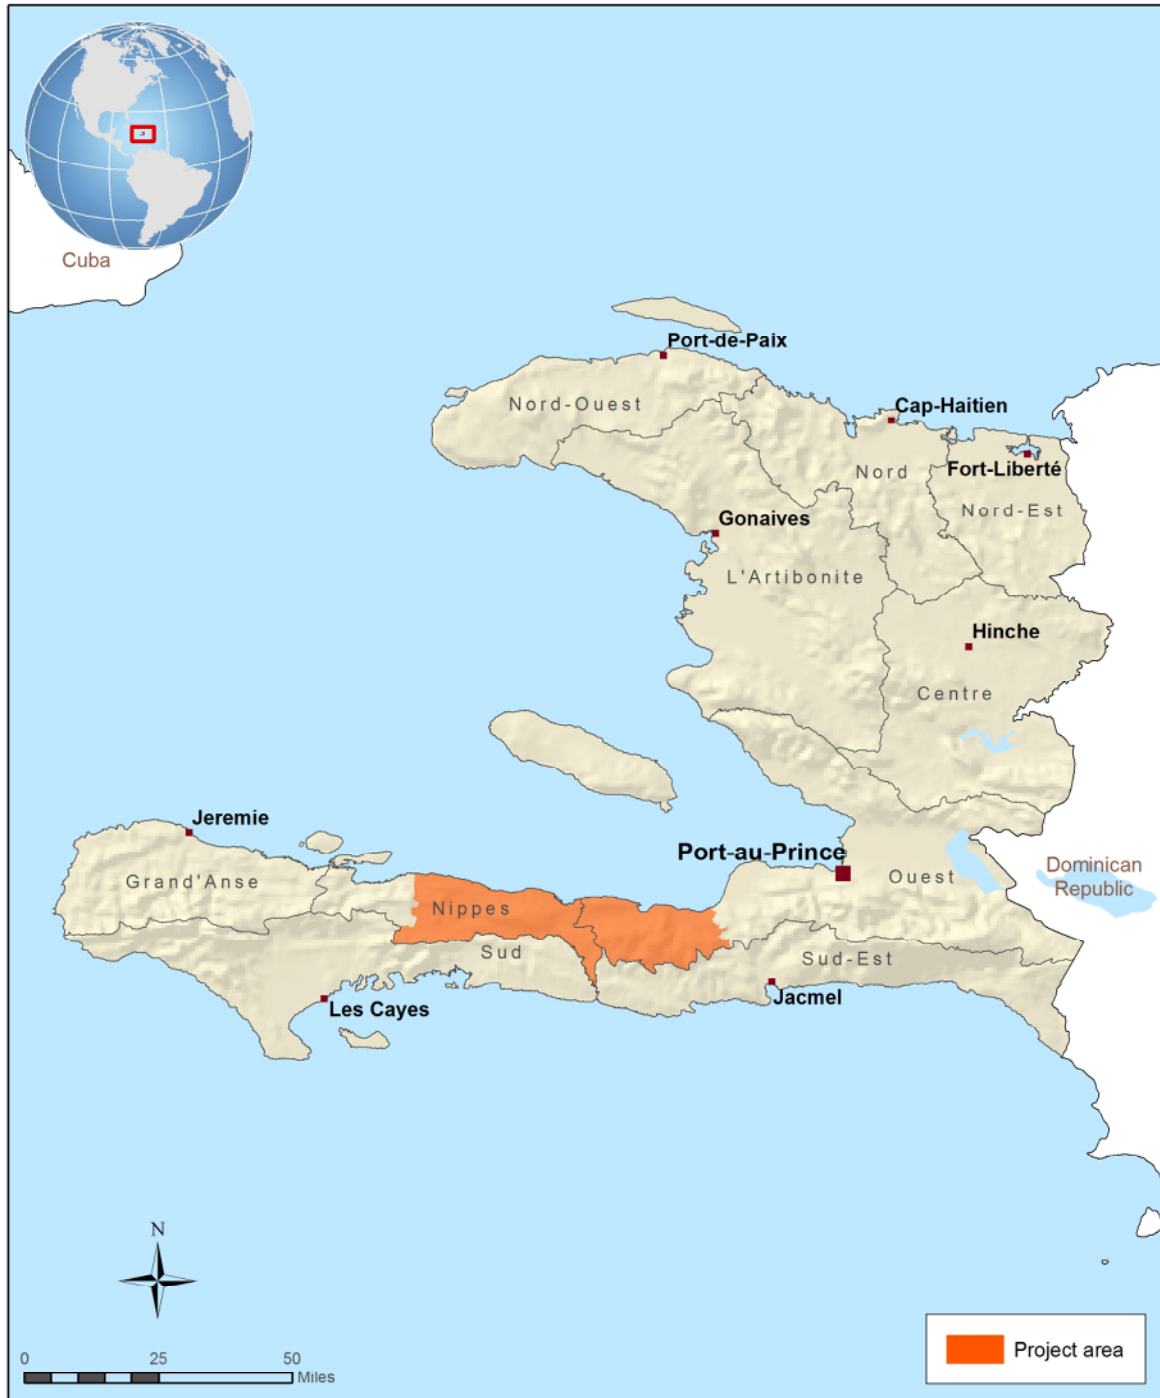 Cuba
Port-de-Paix
Nord-Ouest
Cap-Haitien
Nord
Fort-Liberté
Nord-Est
Gonaives
L'Artibonite
Hinche
Centre
Jeremie
Port-au-Prince
Grand'Anse
Ouest
Dominican
Republic
Nippes
Sud
Sud-Est
Les Cayes
Jacmel
N
0 25 50
Miles
Project area